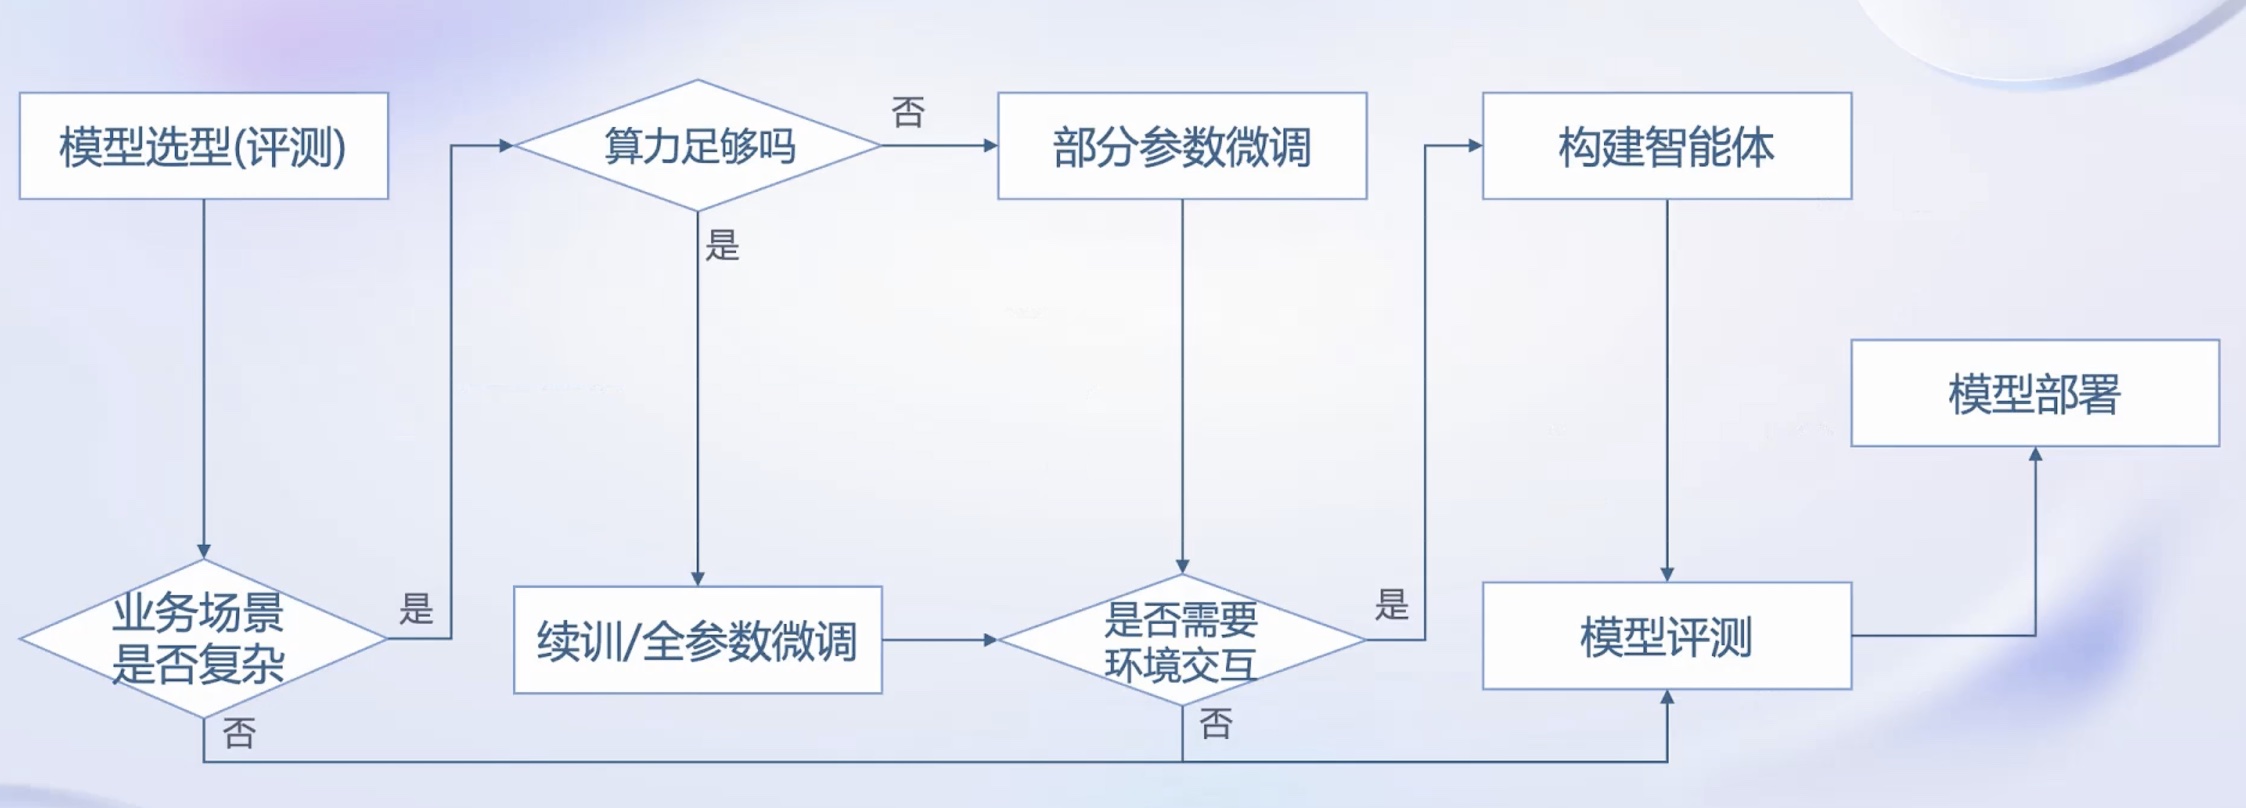 模型选型(评测)
算力足够吗
否
部分参数微调
构建智能体
是
模型部署
业务场景
是否复杂
是
续训/全参数微调
是否需要
环境交互
是
模型评测
否
否